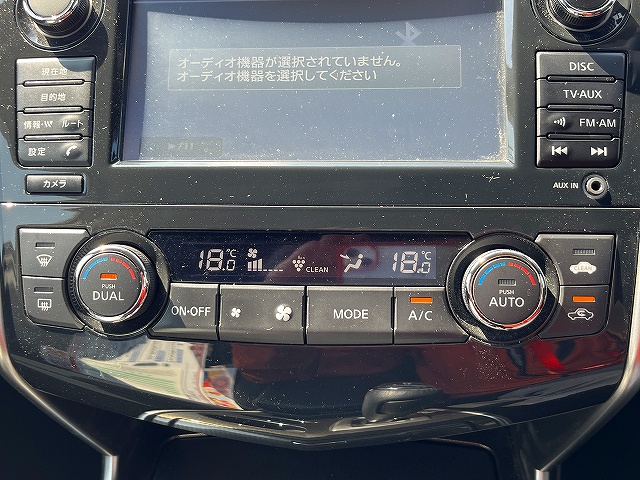 オーディオ機器が選択されていません。
オーディオ機器を選択してください
現在地
目的地
情報・VI ルート
設定
カメラ
DISC
TV・AUX
FM・AM
AUX IN
18.0℃
CLEAN
18.0℃
PUSH
DUAL
ON・OFF
MODE
A/C
PUSH
AUTO
CLEAN